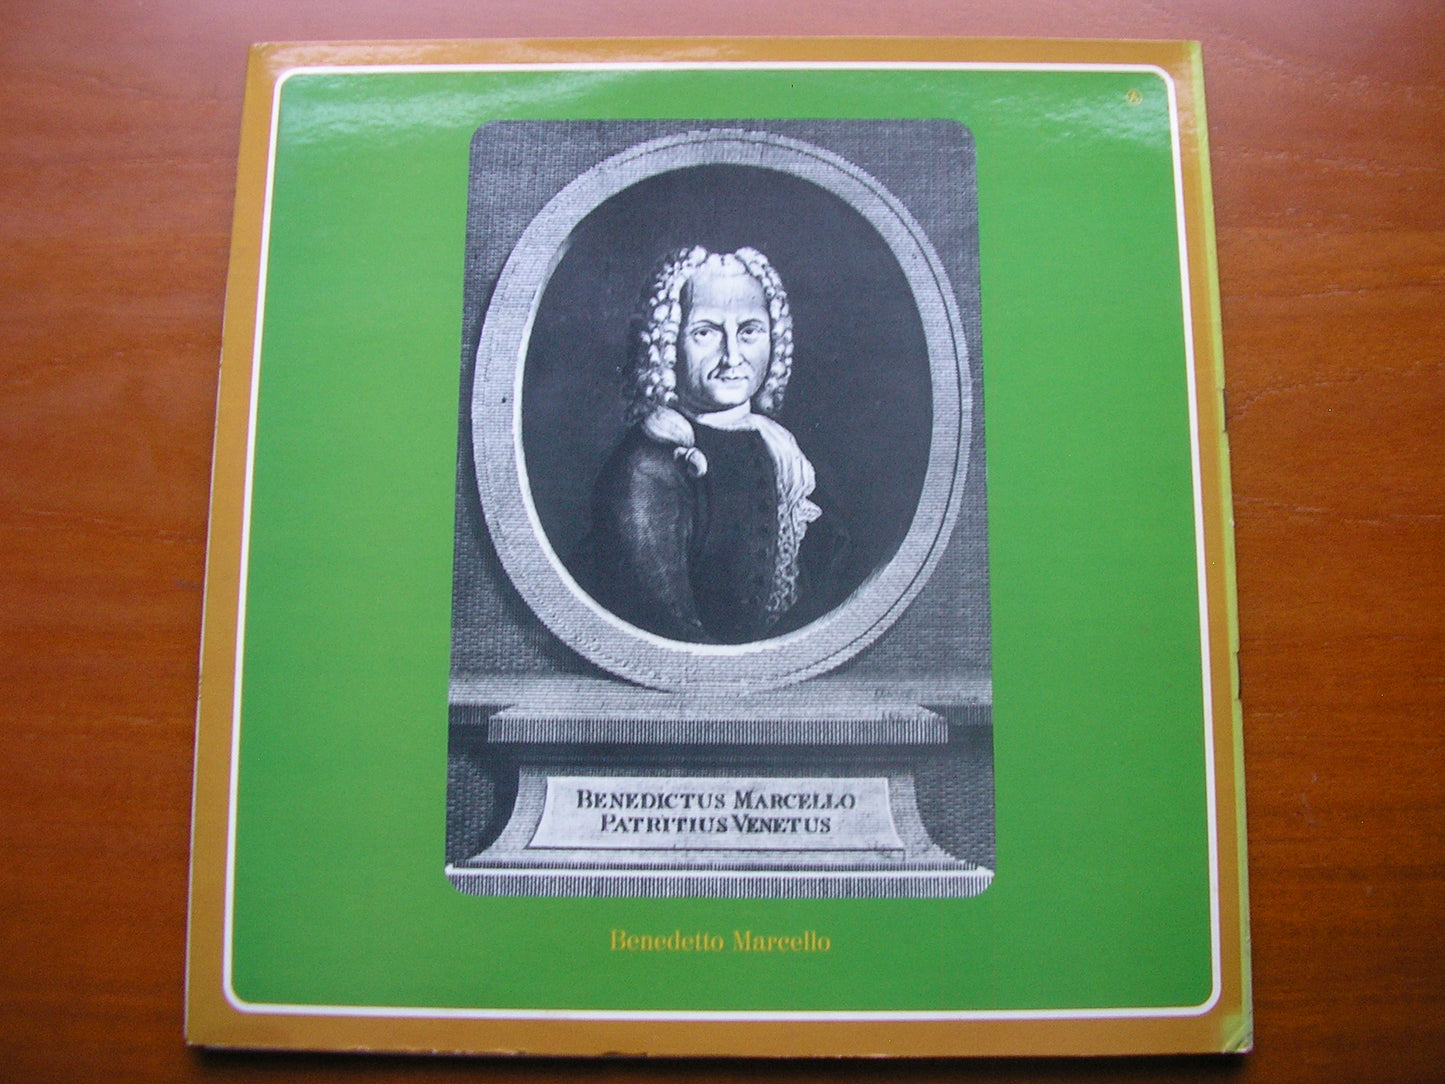 BENEDICTUS MARCELLO
PATRITIUS VENETUS
Benedetto Marcello